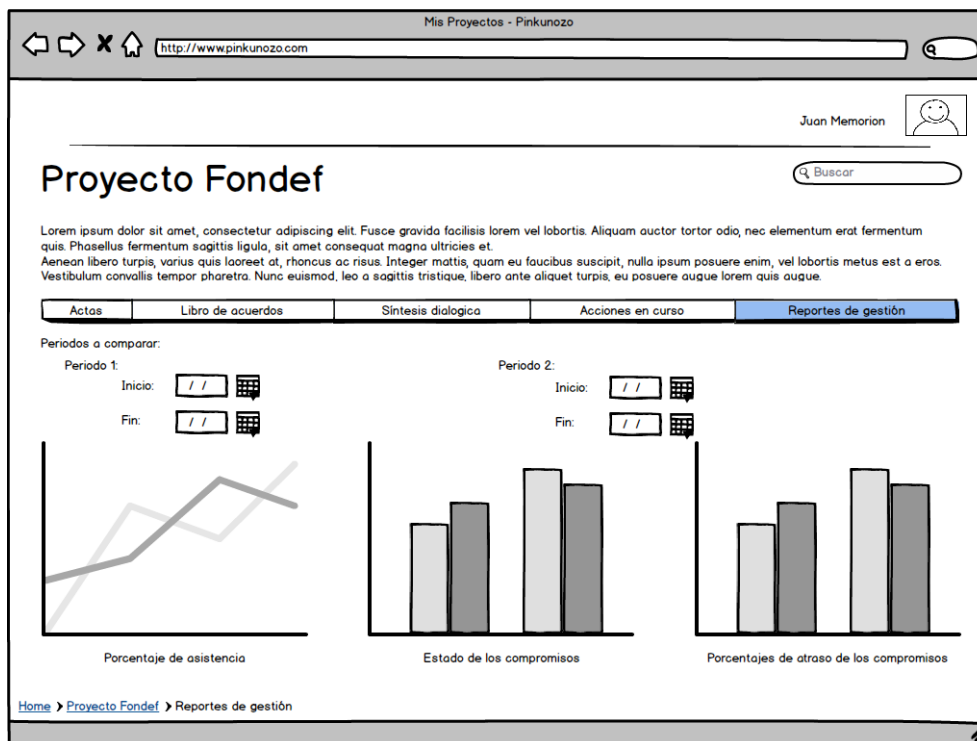 Mis Proyectos - Pinkunozo
http://www.pinkunozo.com
Juan Memorion
Proyecto Fondef
Buscar
Lorem ipsum dolor sit amet, consectetur adipiscing elit. Fusce gravida facilisis lorem vel lobortis. Aliquam auctor tortor odio, nec elementum erat fermentum
quis. Phasellus fermentum sagittis ligula, sit amet consequat magna ultricies et.
Aenean libero turpis, varius quis laoreet at, rhoncus ac risus. Integer mattis, quam eu faucibus suscipit, nulla ipsum posuere enim, vel lobortis metus est a eros.
Vestibulum convallis tempor pharetra. Nunc euismod, leo a sagittis tristique, libero ante aliquet turpis, eu posuere augue lorem quis augue.
Actas Libro de acuerdos Síntesis dialogica Acciones en curso Reportes de gestión
Periodos a comparar:
Periodo 1: Periodo 2:
Inicio: / / Inicio: / /
Fin: / / Fin: / /
Porcentaje de asistencia Estado de los compromisos Porcentajes de atraso de los compromisos
Home > Proyecto Fondef > Reportes de gestión